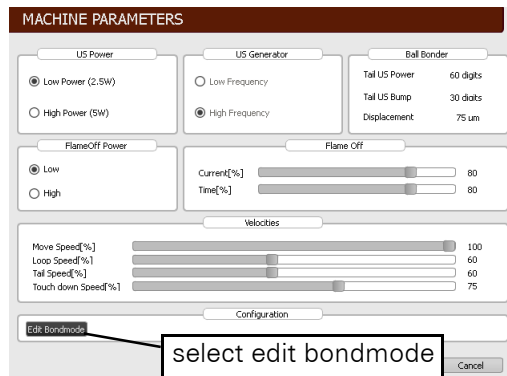 MACHINE PARAMETERS
US Power
US Generator
Ball Bonder
Low Power (2.5W)
High Power (5W)
Low Frequency
High Frequency
Tail US Power 60 digits
Tail US Bump 30 digits
Displacement 75 um
FlameOff Power
Flame Off
Low
High
Current[%] 80
Time[%] 80
Velocities
Move Speed[%] 100
Loop Speed[%] 60
Tail Speed[%] 60
Touch down Speed[%] 75
Configuration
Edit Bondmode
select edit bondmode
Cancel